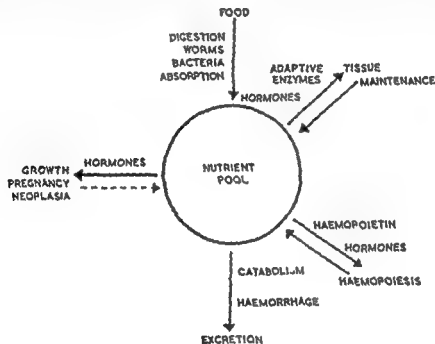 FOOD
DIGESTION
WORMS
BACTERIA
ABSORPTION
HORMONES
ADAPTIVE
ENZYMES
TISSUE
MAINTENANCE
HORMONES
GROWTH
PREGNANCY
NEOPLASIA
NUTRIENT
POOL
HAEMOPOIETIN
HORMONES
HAEMOPOIESIS
CATABOLISM
HAEMORRHAGE
EXCRETION